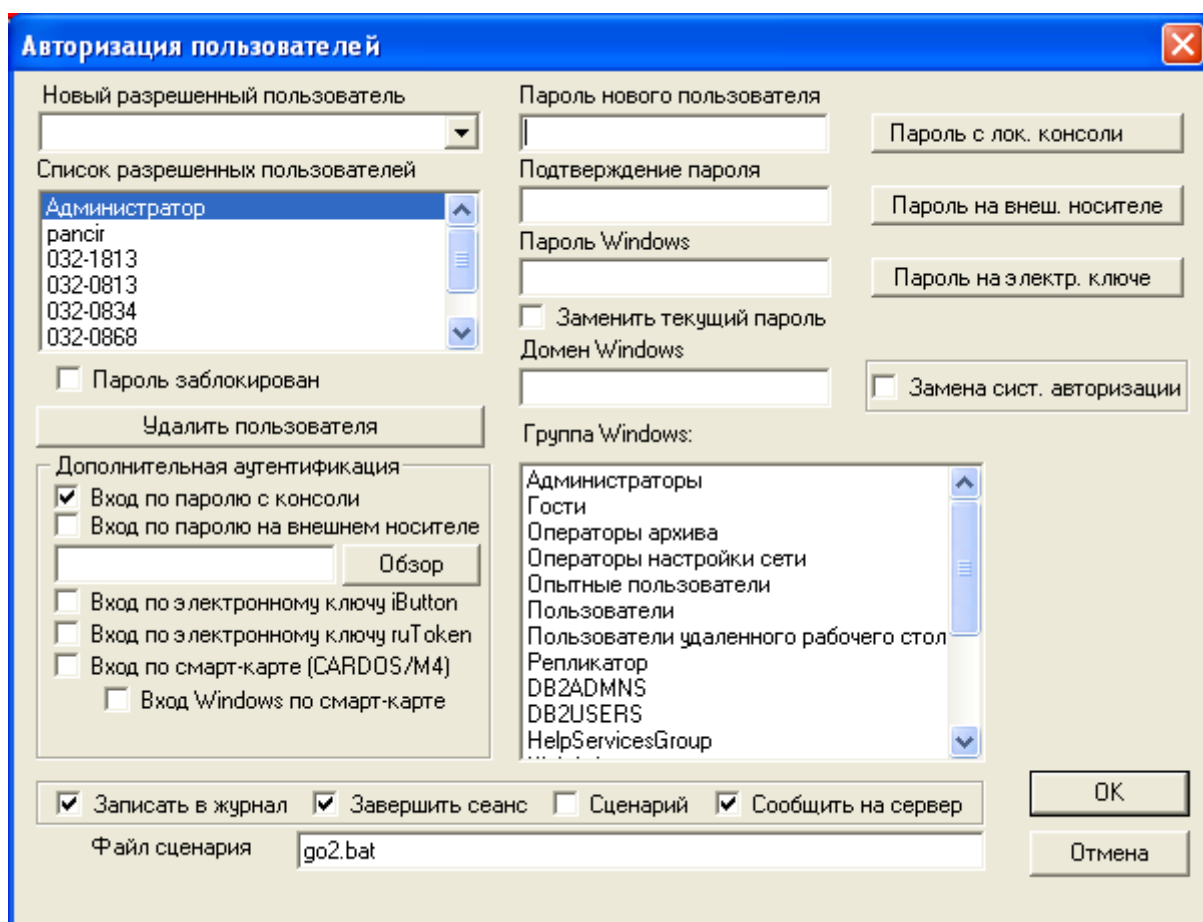 Авторизация пользователей
Новый разрешенный пользователь
Пароль нового пользователя
Пароль с лок. консоли
Список разрешенных пользователей
Подтверждение пароля
Администратор
pancir
032-1813
032-0813
032-0834
032-0868
Пароль на внеш. носителе
Пароль Windows
Пароль на электр. ключе
Заменить текущий пароль
Домен Windows
Пароль заблокирован
Замена сист. авторизации
Удалить пользователя
Группа Windows:
Дополнительная аутентификация
Вход по паролю с консоли
Вход по паролю на внешнем носителе
Обзор
Вход по электронному ключу iButton
Вход по электронному ключу ruToken
Вход по смарт-карте (CARDOS/M4)
Вход Windows по смарт-карте
Администраторы
Гости
Операторы архива
Операторы настройки сети
Опытные пользователи
Пользователи
Пользователи удаленного рабочего стол
Репликатор
DB2ADMNS
DB2USERS
HelpServicesGroup
Записать в журнал
Завершить сеанс
Сценарий
Сообщить на сервер
OK
Файл сценария
go2.bat
Отмена